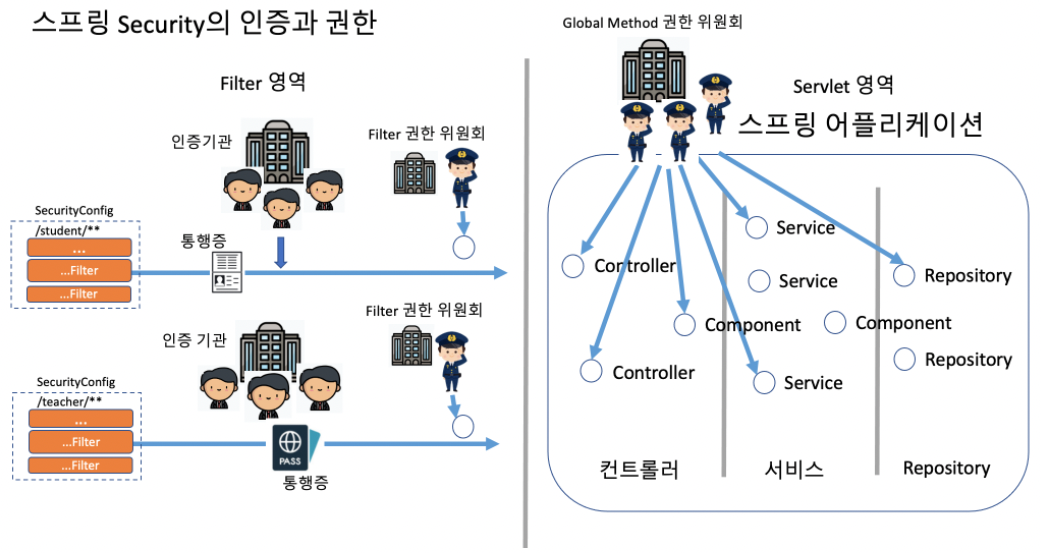 스프링 Security의 인증과 권한
Filter 영역
인증기관
Filter 권한 위원회
SecurityConfig
/student/**
...
...Filter
...Filter
통행증
인증 기관
Filter 권한 위원회
SecurityConfig
/teacher/**
...
...Filter
...Filter
PASS
통행증
Global Method 권한 위원회
Servlet 영역
스프링 어플리케이션
Service
Controller
Service
Repository
Component
Component
Repository
Controller
Service
컨트롤러
서비스
Repository